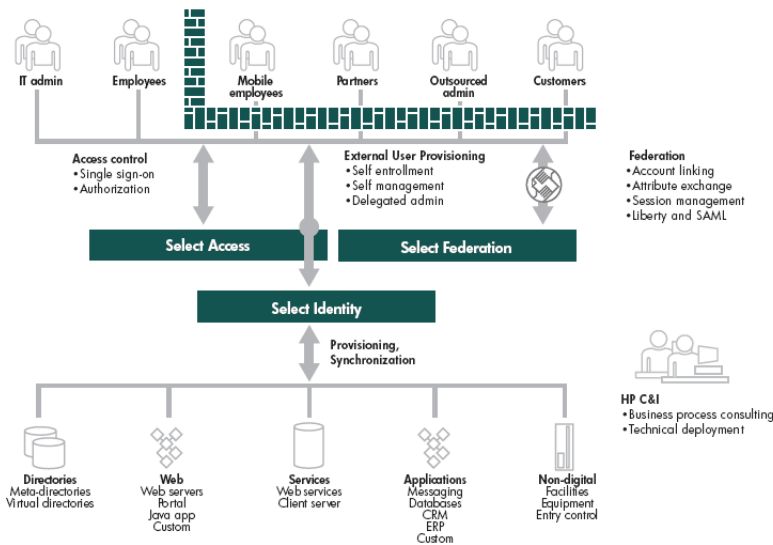 IT admin
Employees
Mobile
employees
Partners
Outsourced
admin
Customers
Access control
•Single sign-on
•Authorization
External User Provisioning
•Self enrollment
•Self management
•Delegated admin
Federation
•Account linking
•Attribute exchange
•Session management
•Liberty and SAML
Select Access
Select Federation
Select Identity
Provisioning,
Synchronization
HP C&I
•Business process consulting
•Technical deployment
Directories
Meta-directories
Virtual directories
Web
Web servers
Portal
Java app
Custom
Services
Web services
Client server
Applications
Messaging
Databases
CRM
ERP
Custom
Non-digital
Facilities
Equipment
Entry control